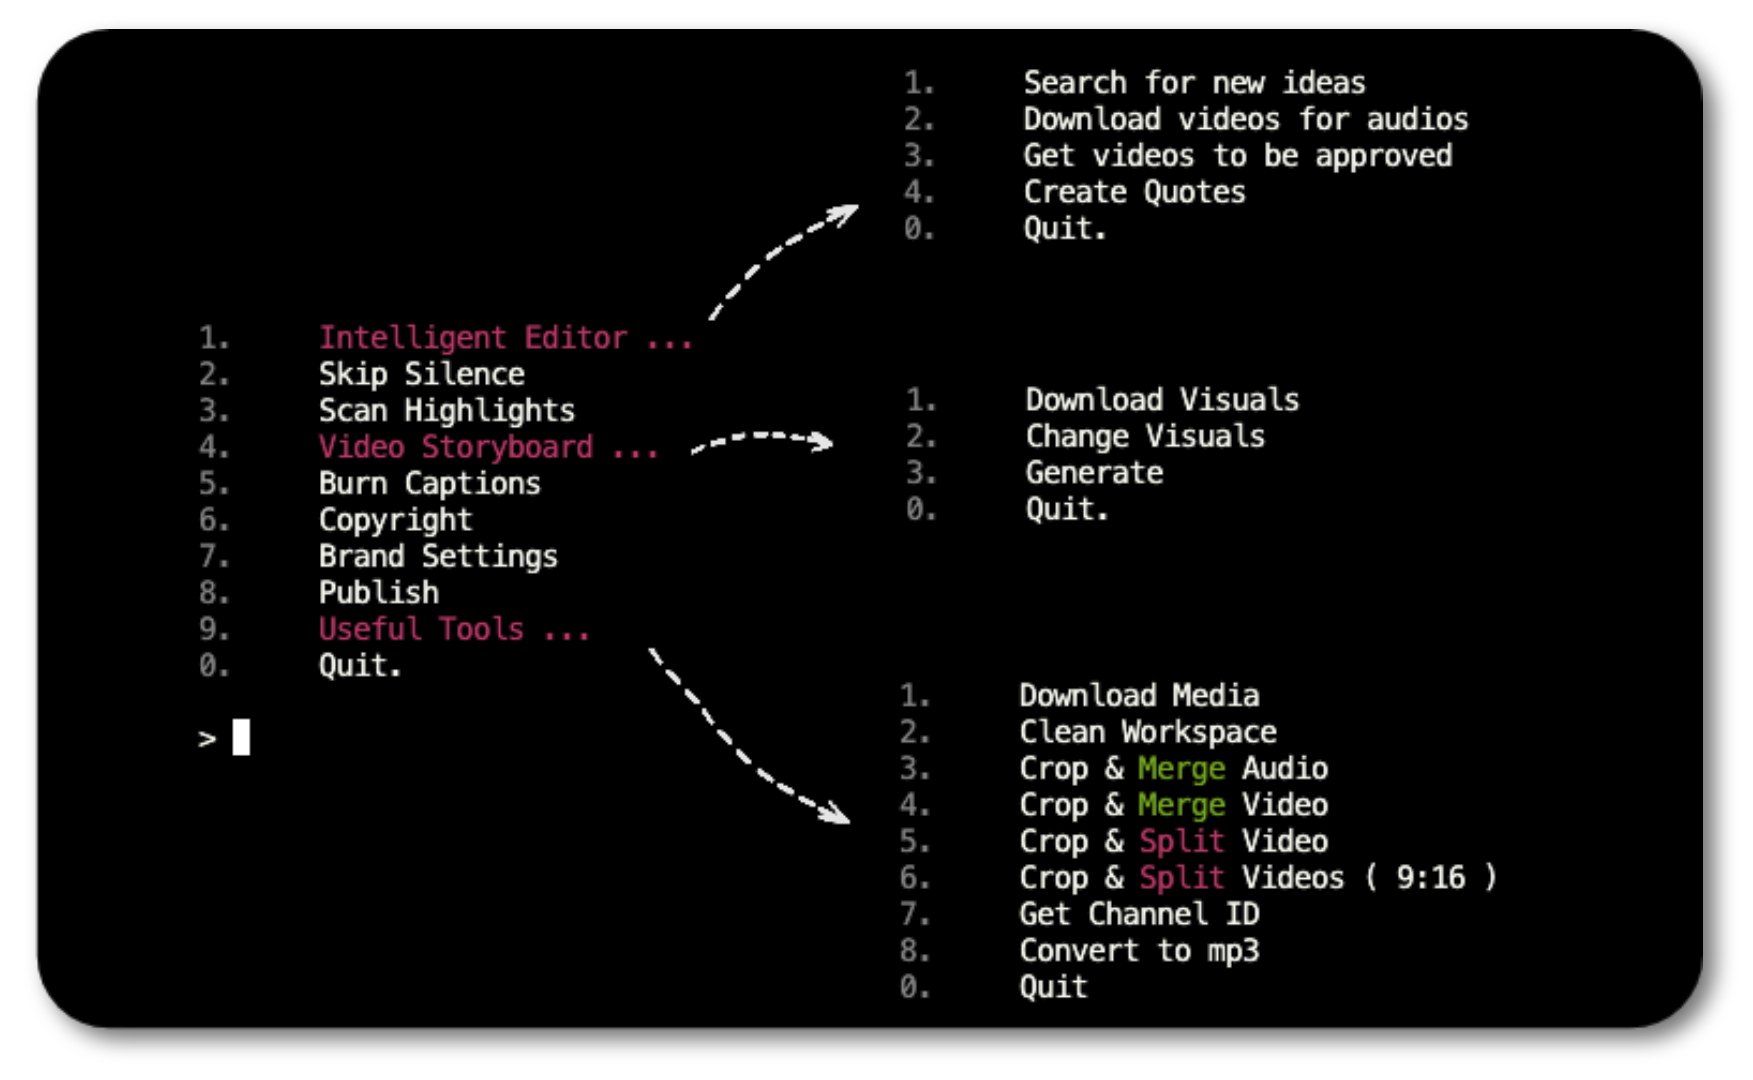 1. Intelligent Editor ...
2. Skip Silence
3. Scan Highlights
4. Video Storyboard ...
5. Burn Captions
6. Copyright
7. Brand Settings
8. Publish
9. Useful Tools ...
0. Quit.
>
1. Search for new ideas
2. Download videos for audios
3. Get videos to be approved
4. Create Quotes
0. Quit.
1. Download Visuals
2. Change Visuals
3. Generate
0. Quit.
1. Download Media
2. Clean Workspace
3. Crop & Merge Audio
4. Crop & Merge Video
5. Crop & Split Video
6. Crop & Split Videos ( 9:16 )
7. Get Channel ID
8. Convert to mp3
0. Quit